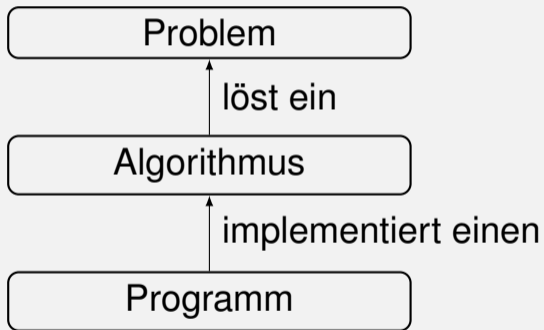 Problem
löst ein
Algorithmus
implementiert einen
Programm